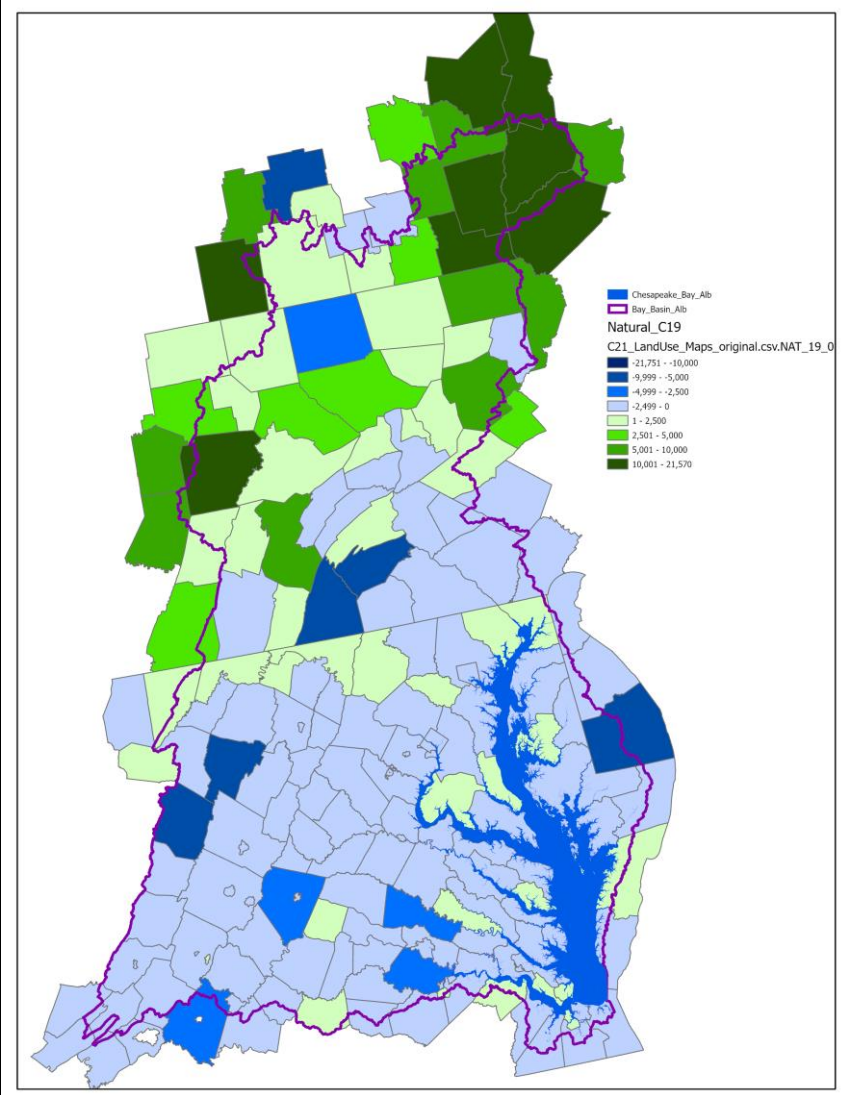 Chesapeake_Bay_Alb
Bay_Basin_Alb
Natural_C19
C21_LandUse_Maps_original.csv.NAT_19_0
-21,751 - -10,000
-9,999 - -5,000
-4,999 - -2,500
-2,499 - 0
1 - 2,500
2,501 - 5,000
5,001 - 10,000
10,001 - 21,570